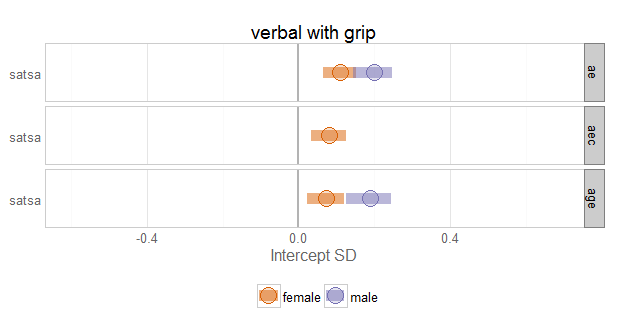 verbal with grip
satsa
ae
satsa
aec
satsa
age
-0.4 0.0 0.4
Intercept SD
female male